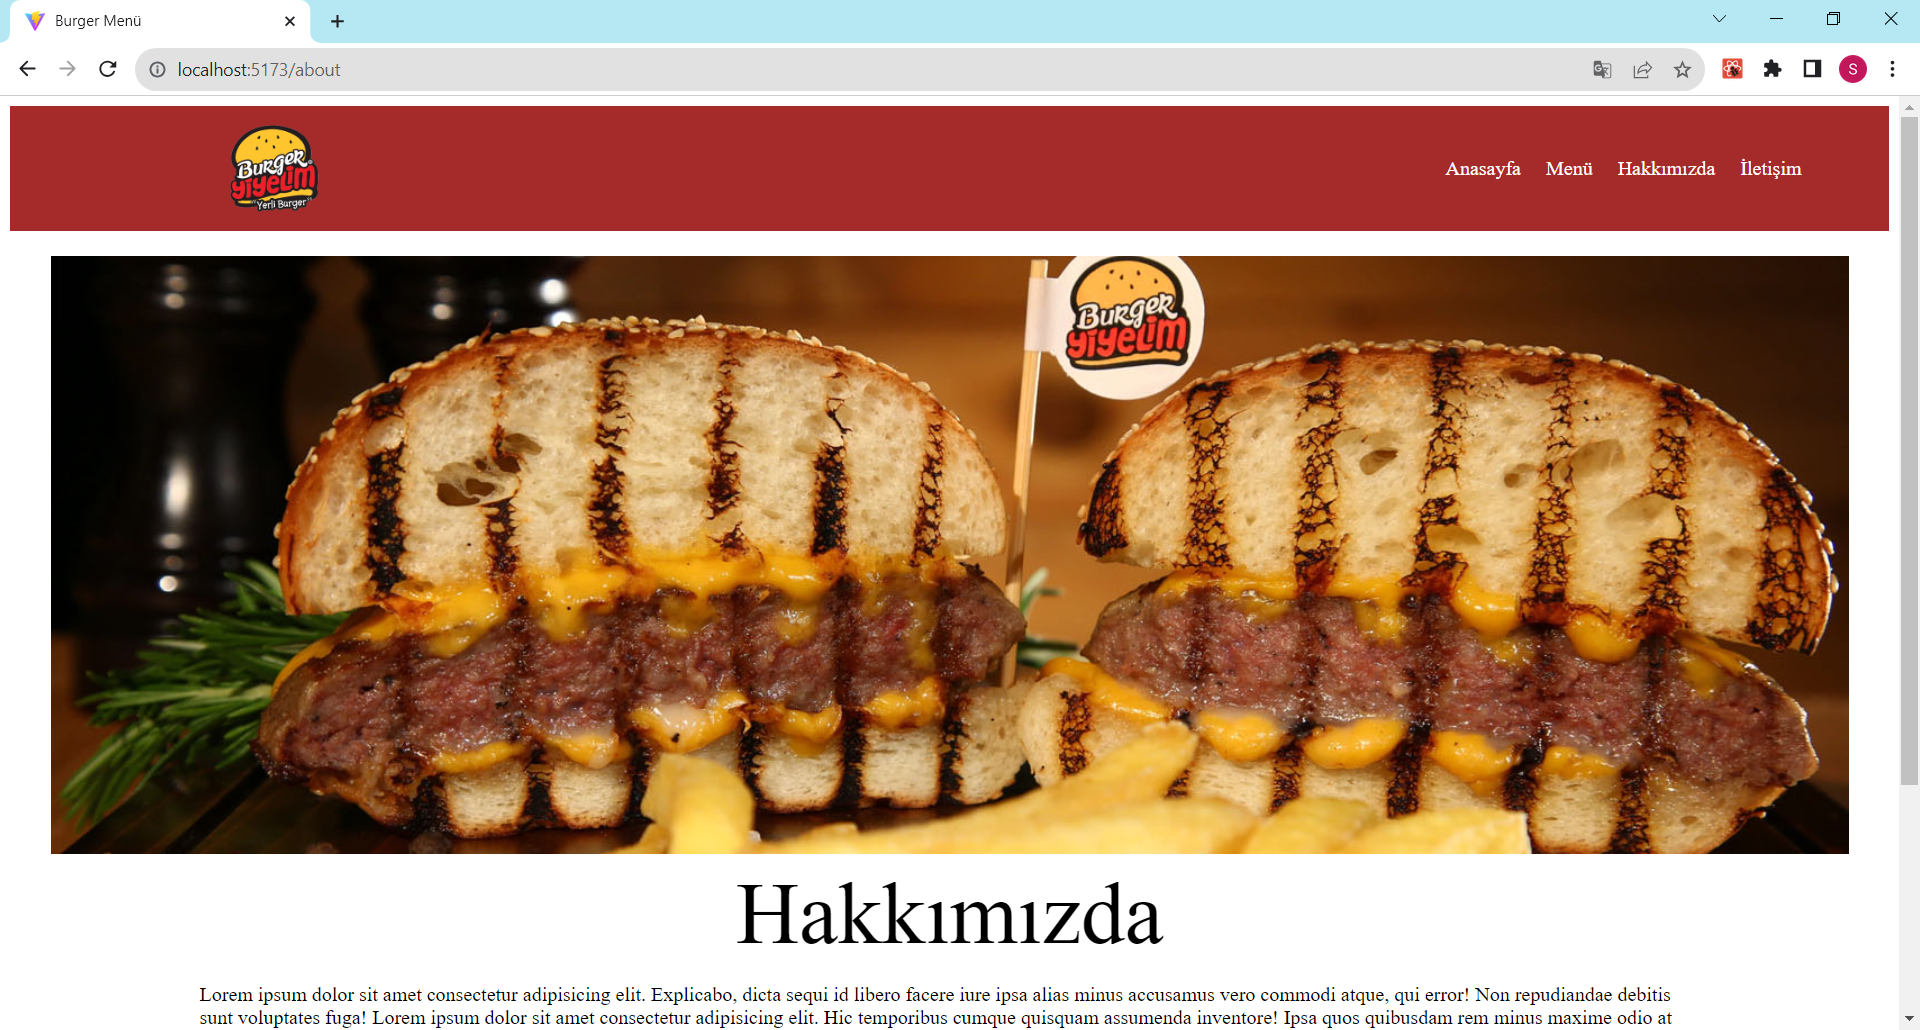 Burger Menü
localhost:5173/about
S
Burger
yiyelim
Yerli Burger
Anasayfa Menü Hakkımızda İletişim
Burger
yiyelim
Hakkımızda
Lorem ipsum dolor sit amet consectetur adipisicing elit. Explicabo, dicta sequi id libero facere iure ipsa alias minus accusamus vero commodi atque, qui error! Non repudiandae debitis
sunt voluptates fuga! Lorem ipsum dolor sit amet consectetur adipisicing elit. Hic temporibus cumque quisquam assumenda inventore! Ipsa quos quibusdam rem minus maxime odio at